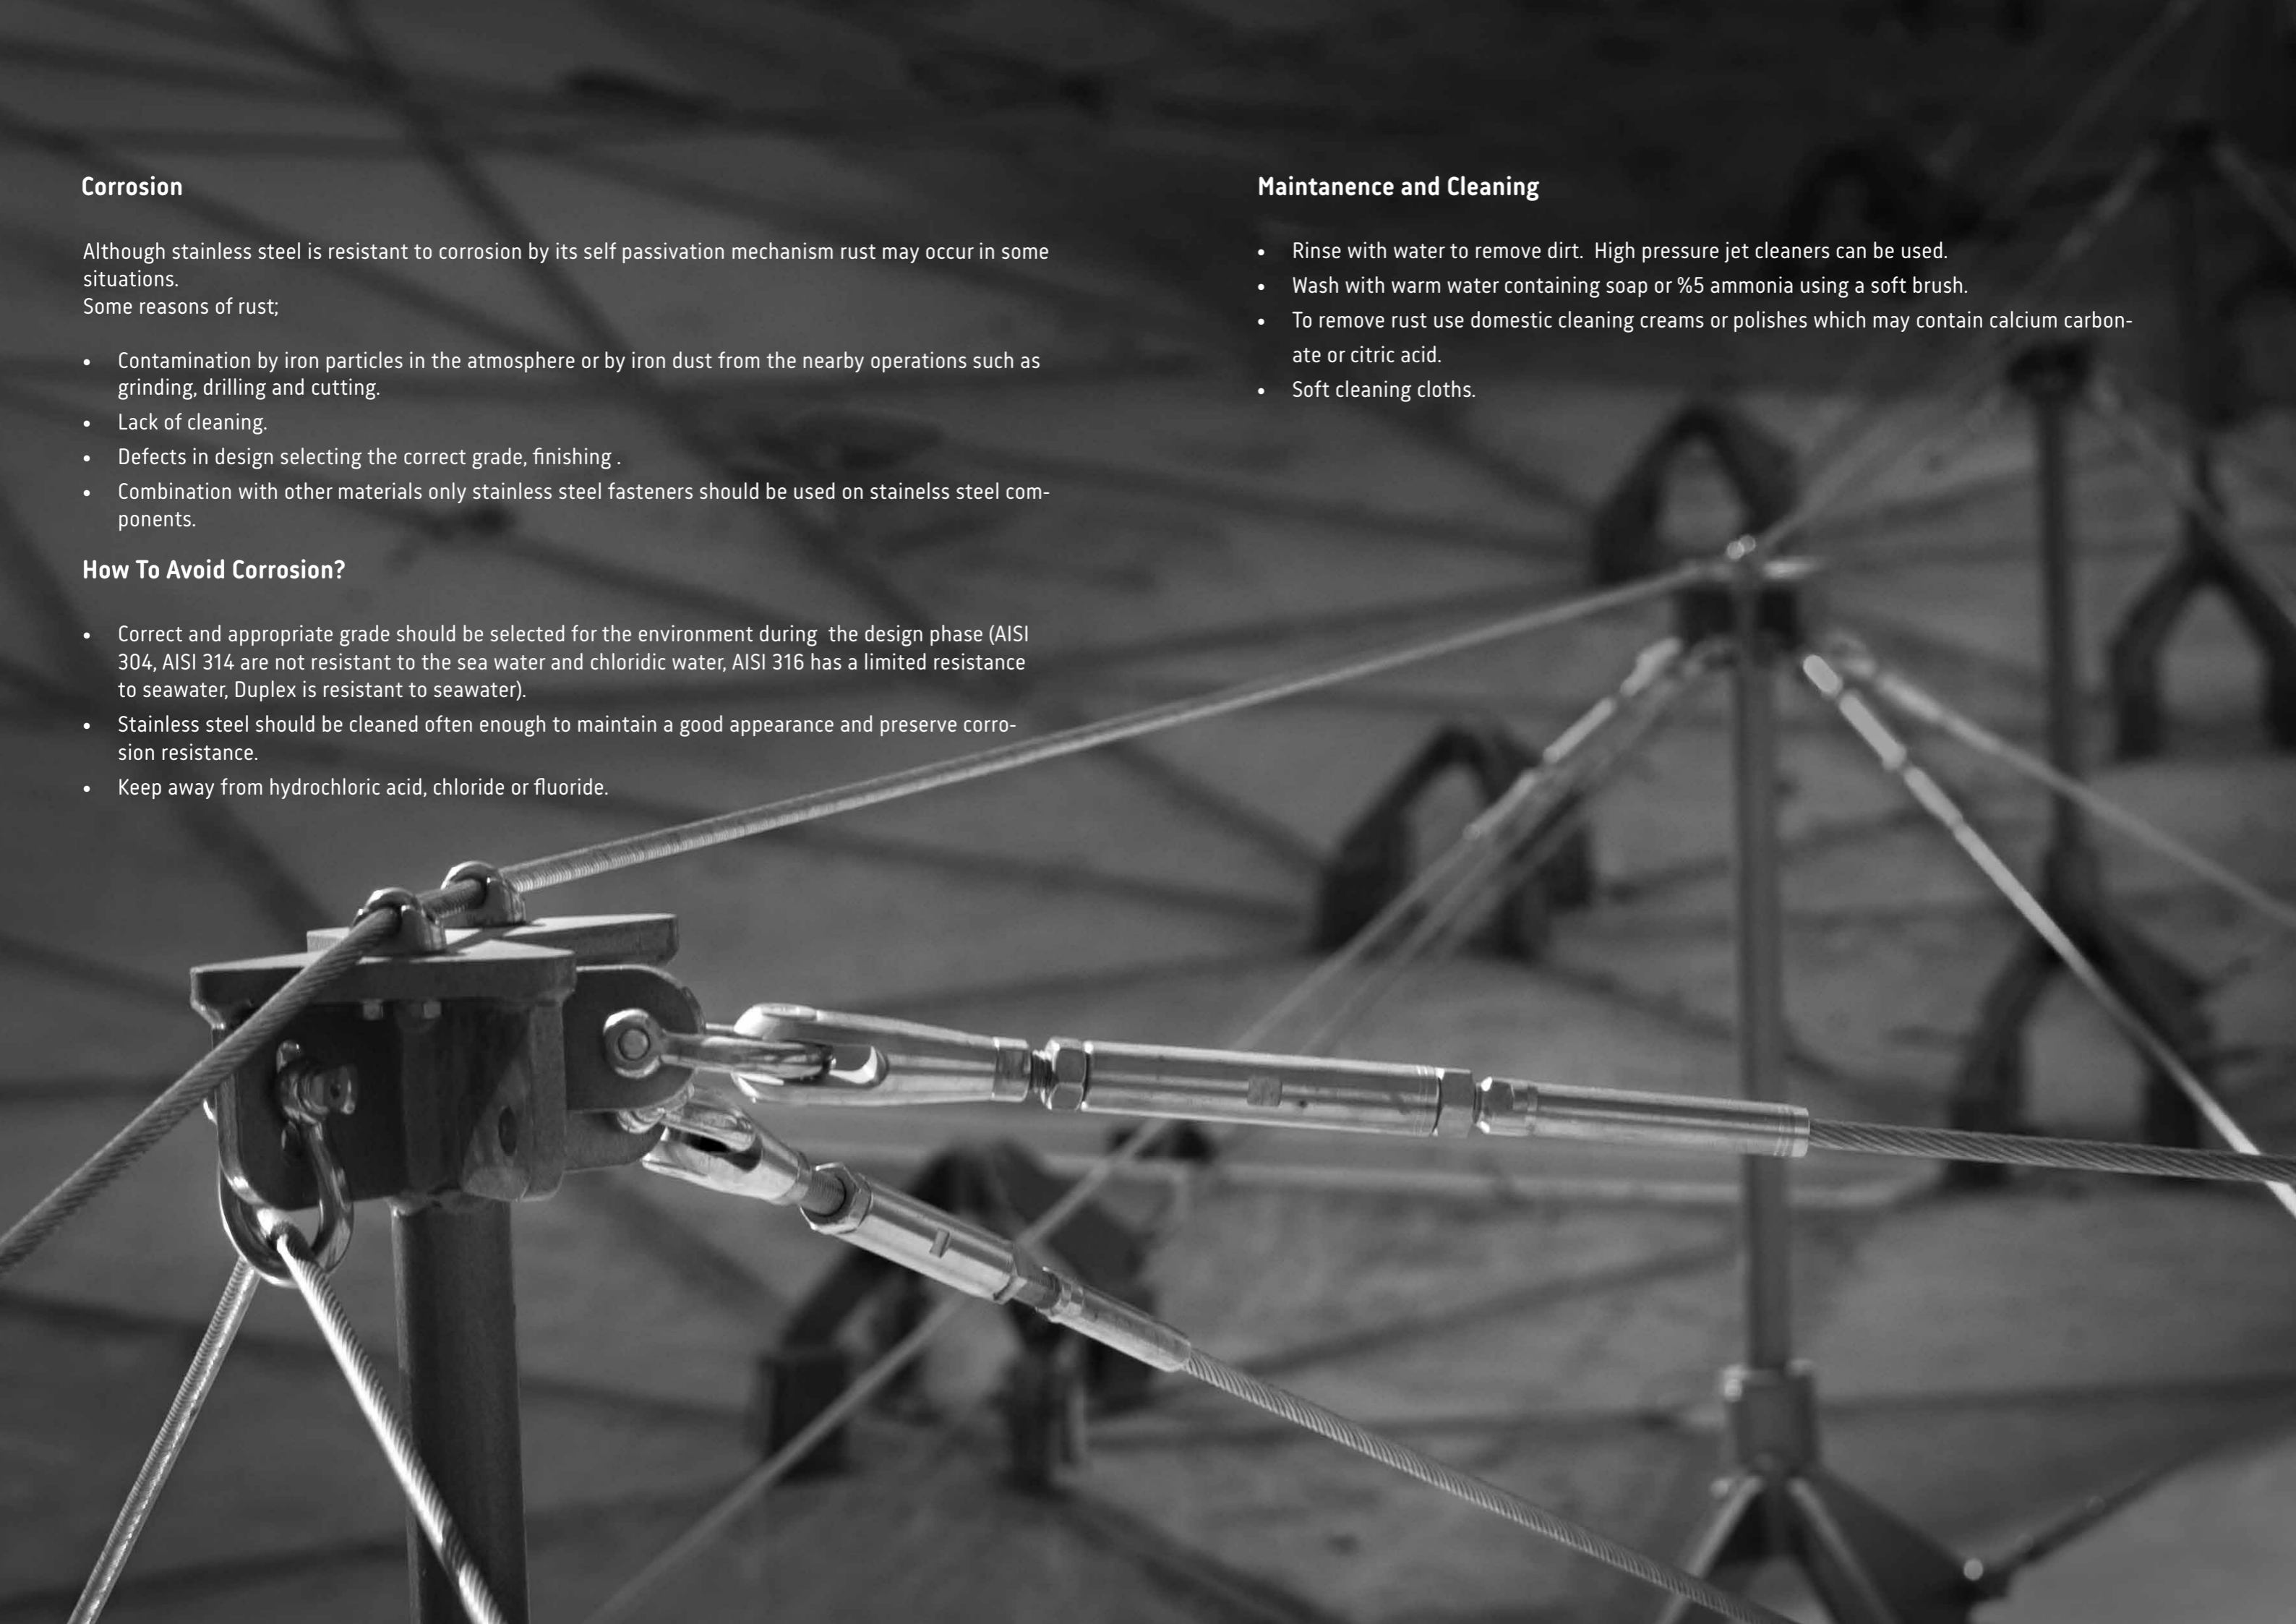 Corrosion
Although stainless steel is resistant to corrosion by its self passivation mechanism rust may occur in some
situations.
Some reasons of rust;
• Contamination by iron particles in the atmosphere or by iron dust from the nearby operations such as
grinding, drilling and cutting.
• Lack of cleaning.
• Defects in design selecting the correct grade, finishing .
• Combination with other materials only stainless steel fasteners should be used on stainelss steel com-
ponents.
How To Avoid Corrosion?
• Correct and appropriate grade should be selected for the environment during  the design phase (AISI
304, AISI 314 are not resistant to the sea water and chloridic water, AISI 316 has a limited resistance
to seawater, Duplex is resistant to seawater).
• Stainless steel should be cleaned often enough to maintain a good appearance and preserve corro-
sion resistance.
• Keep away from hydrochloric acid, chloride or fluoride.
Maintanence and Cleaning
• Rinse with water to remove dirt.  High pressure jet cleaners can be used.
• Wash with warm water containing soap or %5 ammonia using a soft brush.
• To remove rust use domestic cleaning creams or polishes which may contain calcium carbon-
ate or citric acid.
• Soft cleaning cloths.